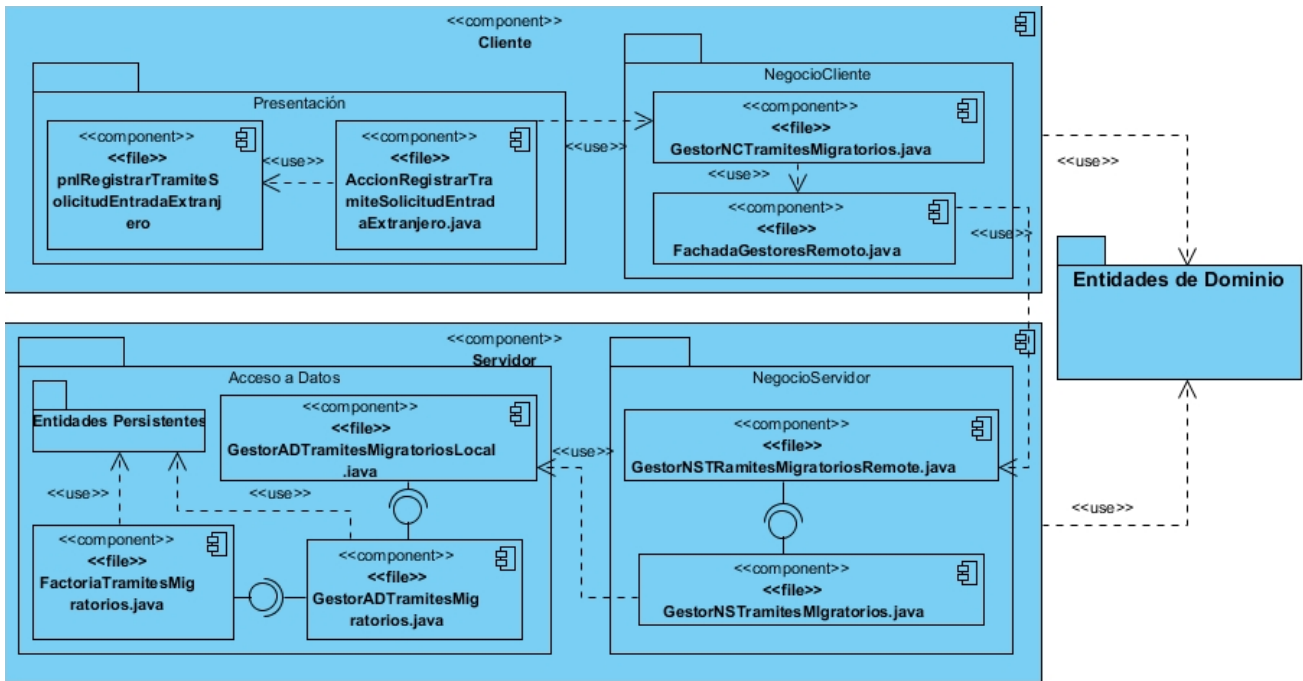 <<component>>
Cliente
Presentación
<<component>>
<<file>>
pnlRegistrarTramiteS
olicitudEntradaExtranj
ero
<<use>>
<<component>>
<<file>>
AccionRegistrarTra
miteSolicitudEntrad
aExtranjero.java
<<use>>
NegocioCliente
<<component>>
<<file>>
GestorNCTramitesMigratorios.java
<<use>>
<<component>>
<<file>>
FachadaGestoresRemoto.java
<<use>>
<<use>>
Entidades de Dominio
<<component>>
Servidor
Acceso a Datos
Entidades Persistentes
<<component>>
<<file>>
GestorADTramitesMigratoriosLocal
.java
<<use>>
<<use>>
<<component>>
<<file>>
FactoriaTramitesMig
ratorios.java
<<component>>
<<file>>
GestorADTramitesMig
ratorios.java
<<use>>
NegocioServidor
<<component>>
<<file>>
GestorNSTRamitesMigratoriosRemote.java
<<component>>
<<file>>
GestorNSTramitesMIgratorios.java
<<use>>